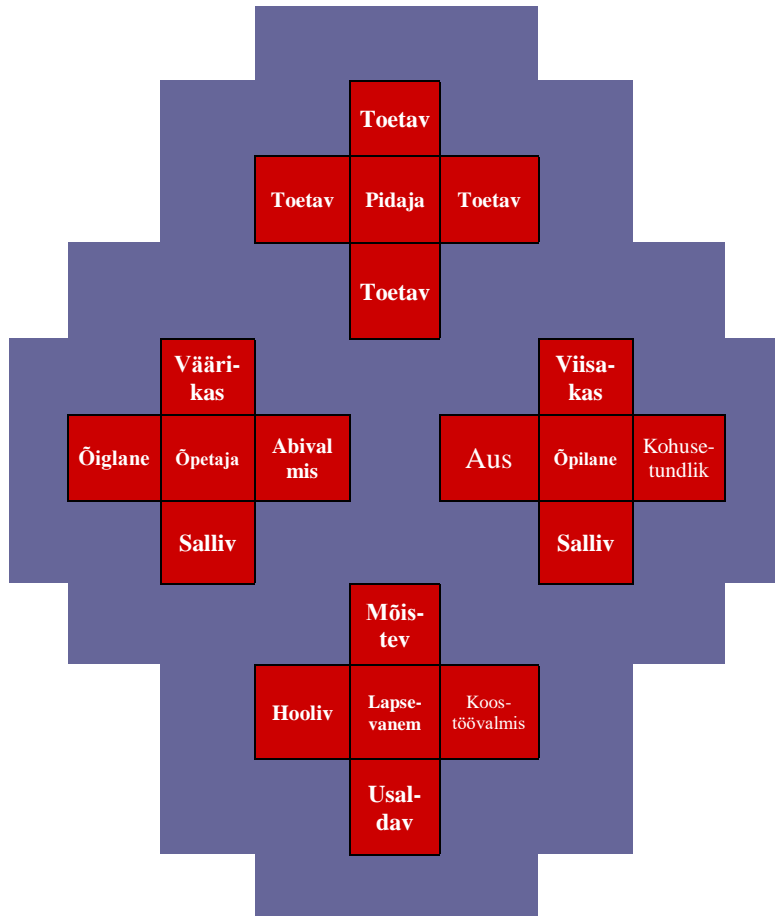 Toetav
Toetav Pidaja Toetav
Toetav
Vääri-
kas
Õiglane Õpetaja Abival
mis
Salliv
Viisa-
kas
Aus Õpilane Kohuse-
tundlik
Salliv
Mõis-
tev
Hooliv Lapse-
vanem Koos-
töövalmis
Usal-
dav